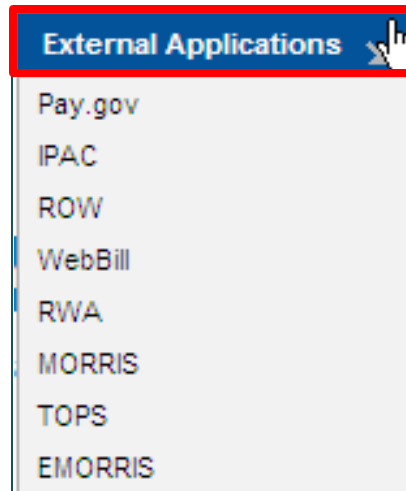 External Applications
Pay.gov
IPAC
ROW
WebBill
RWA
MORRIS
TOPS
EMORRIS